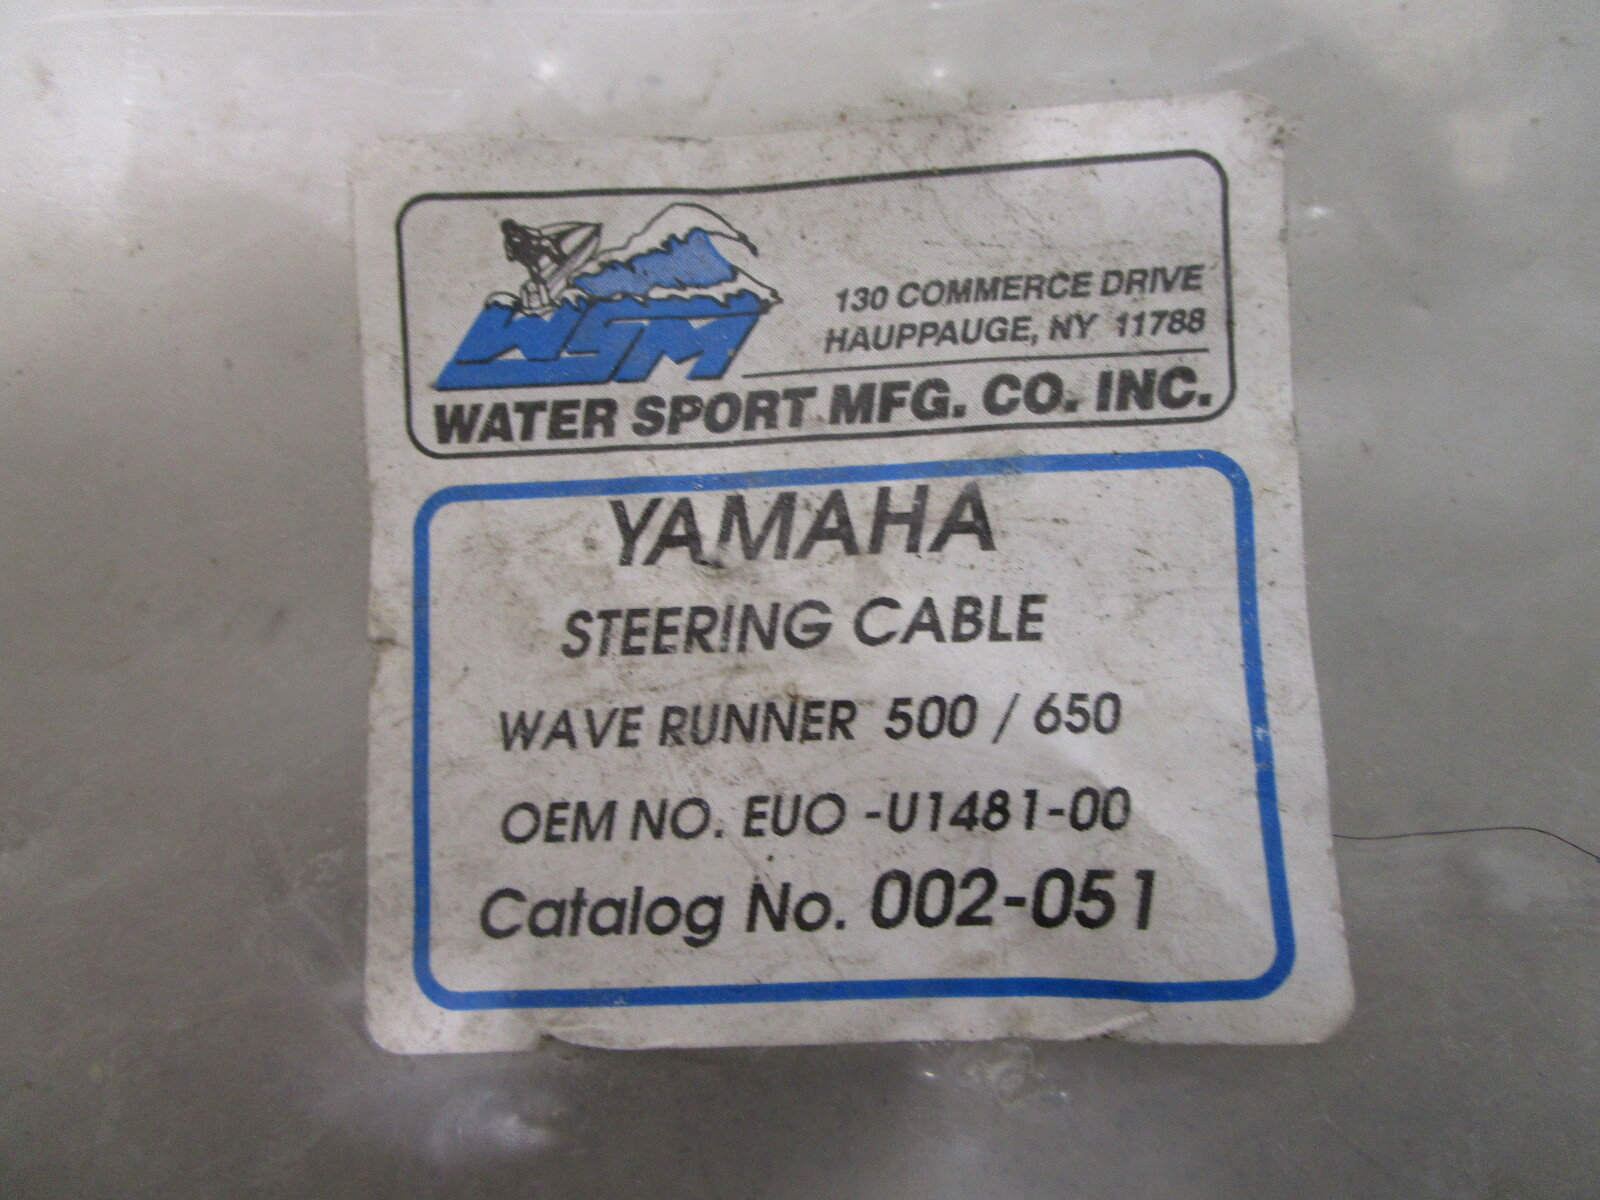 WSM
130 COMMERCE DRIVE
HAUPPAUGE, NY 11788
WATER SPORT MFG. CO. INC.
YAMAHA
STEERING CABLE
WAVE RUNNER 500 / 650
OEM NO. EUO -U1481-00
Catalog No. 002-051